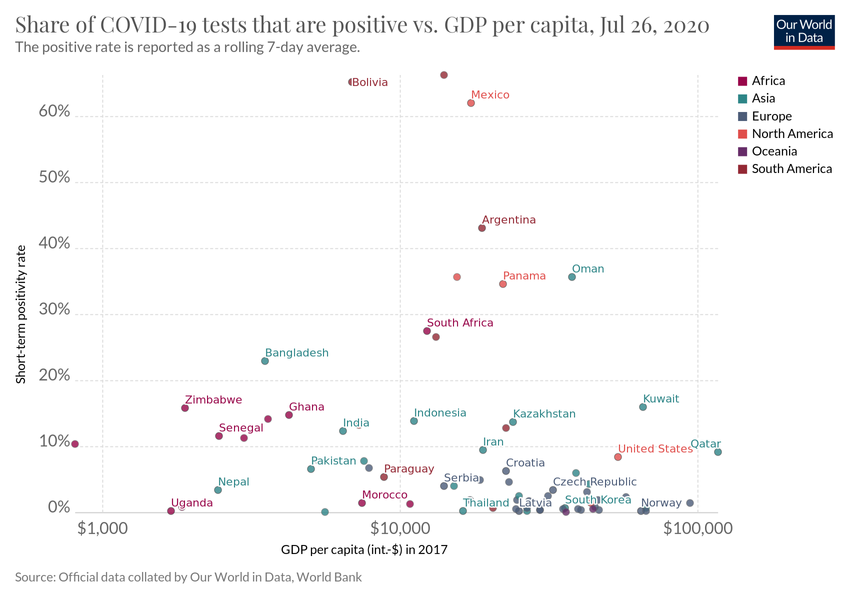 Share of COVID-19 tests that are positive vs. GDP per capita, Jul 26, 2020
The positive rate is reported as a rolling 7-day average.
Our World
in Data
Africa
Asia
Europe
North America
Oceania
South America
Short-term positivity rate
60%
50%
40%
30%
20%
10%
0%
Bolivia
Mexico
Argentina
Oman
Panama
South Africa
Bangladesh
Zimbabwe
Ghana
Kuwait
Indonesia
Kazakhstan
India
Senegal
Iran
United States
Qatar
Pakistan
Croatia
Paraguay
Nepal
Serbia
Czech Republic
Morocco
Uganda
Thailand
Latvia
South Korea
Norway
$1,000
$10,000
$100,000
GDP per capita (int.-$) in 2017
Source: Official data collated by Our World in Data, World Bank